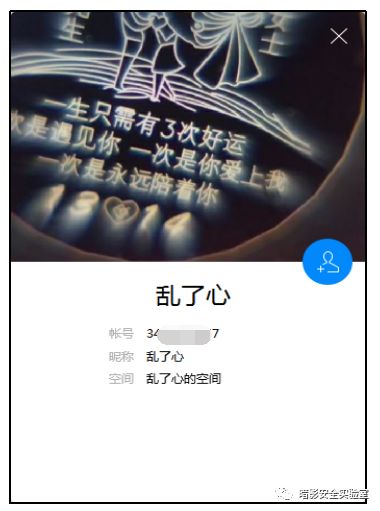 生 士
一生只需有3次好运
次是遇见你 一次是你爱上我
一次是永远陪着你
1314
乱了心
帐号 34 7
昵称 乱了心
空间 乱了心的空间
暗影安全实验室